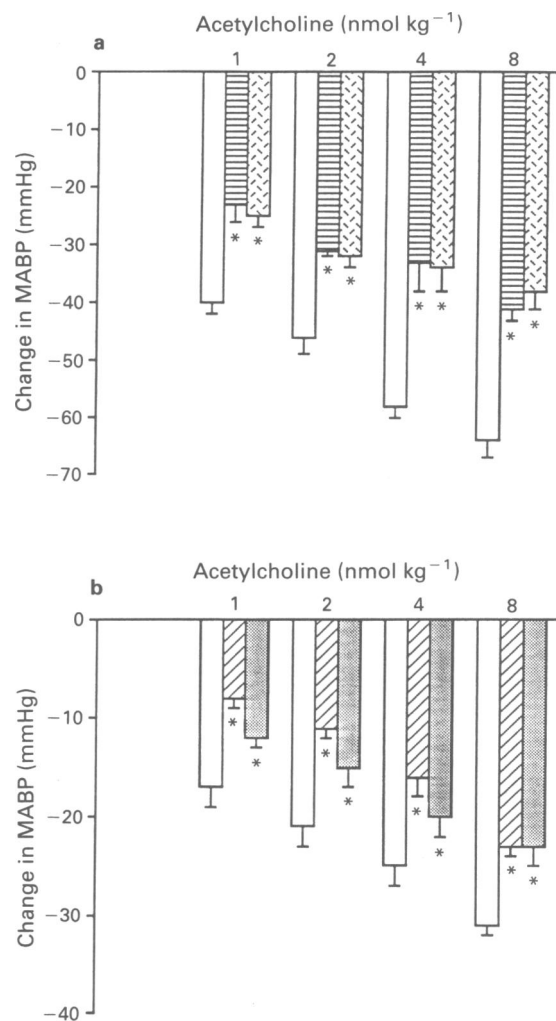 Acetylcholine (nmol kg⁻¹)
a
1 2 4 8
0
−10
−20
−30
−40
−50
−60
−70
Change in MABP (mmHg)
* * * * * * * *
Acetylcholine (nmol kg⁻¹)
b
1 2 4 8
0
−10
−20
−30
−40
Change in MABP (mmHg)
* * * * * * * *